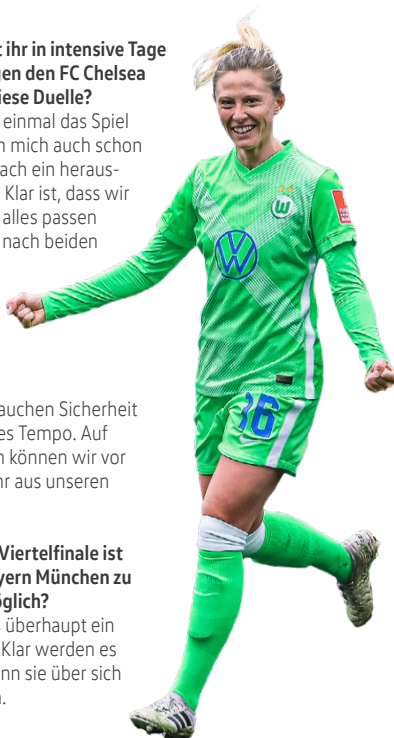 t ihr in intensive Tage
gen den FC Chelsea
iese Duelle?
einmal das Spiel
n mich auch schon
ach ein heraus-
Klar ist, dass wir
alles passen
nach beiden
auchen Sicherheit
es Tempo. Auf
n können wir vor
hr aus unseren
Viertelfinale ist
yern München zu
öglich?
s überhaupt ein
Klar werden es
nn sie über sich
n.
W
16